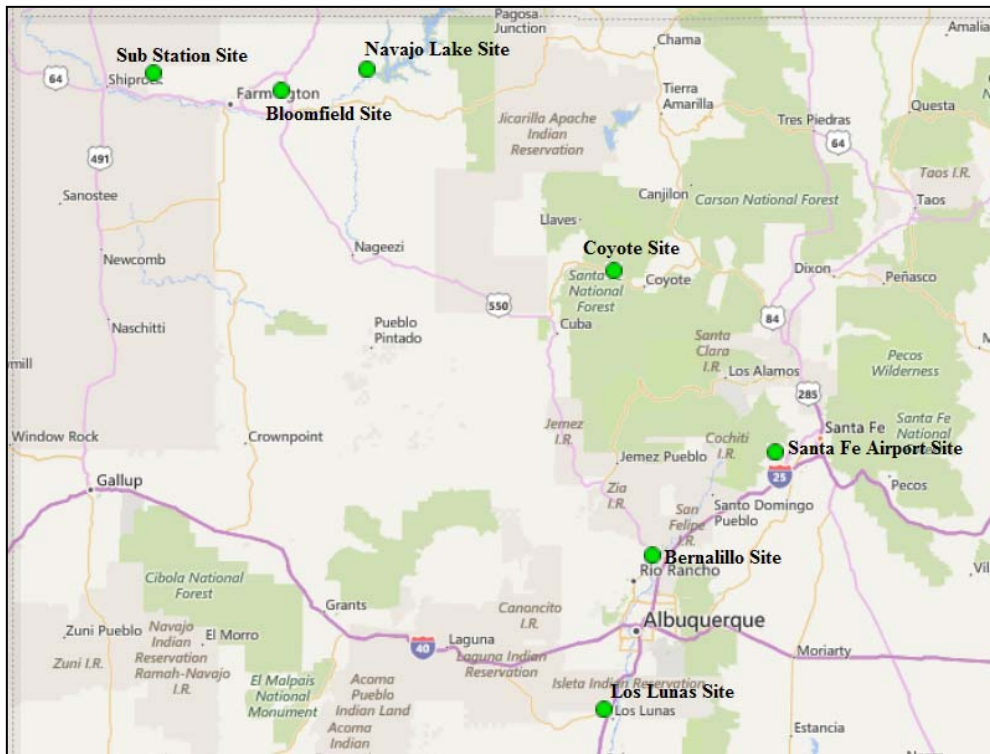 Pagosa
Junction
Amalia
Chama
Sub Station Site
Navajo Lake Site
64
Shiprock
Farmington
Bloomfield Site
Tierra
Amarilla
Questa
Jicarilla Apache
Indian
Reservation
Tres Piedras
64
491
Taos I.R.
Sanostee
Canjilon
Carson National Forest
Taos
Llaves
Nageezi
Coyote Site
Newcomb
Santa Fe
National
Forest
Coyote
Dixon
Peñasco
550
Naschitti
Pueblo
Pintado
Cuba
84
Santa
Clara
I.R.
Pecos
Wilderness
Los Alamos
285
Window Rock
Crownpoint
Jemez
I.R.
Cochiti
I.R.
Santa Fe
Santa Fe
National
Santa Fe Airport Site
Jemez Pueblo
Gallup
Zia
I.R.
25
Pecos
Santo Domingo
Pueblo
San
Felipe
I.R.
Bernalillo Site
Rio Rancho
Cibola National
Forest
Grants
Canoncito
I.R.
Albuquerque
Zuni Pueblo
Navajo
Indian
Reservation
Ramah-Navajo
I.R.
El Morro
40
Laguna
Laguna Indian
Reservation
Moriarty
Zuni I.R.
El Malpais
National
Monument
Acoma
Pueblo
Indian Land
Acoma
Indian
Isleta Indian Reservation
Los Lunas Site
Los Lunas
Estancia